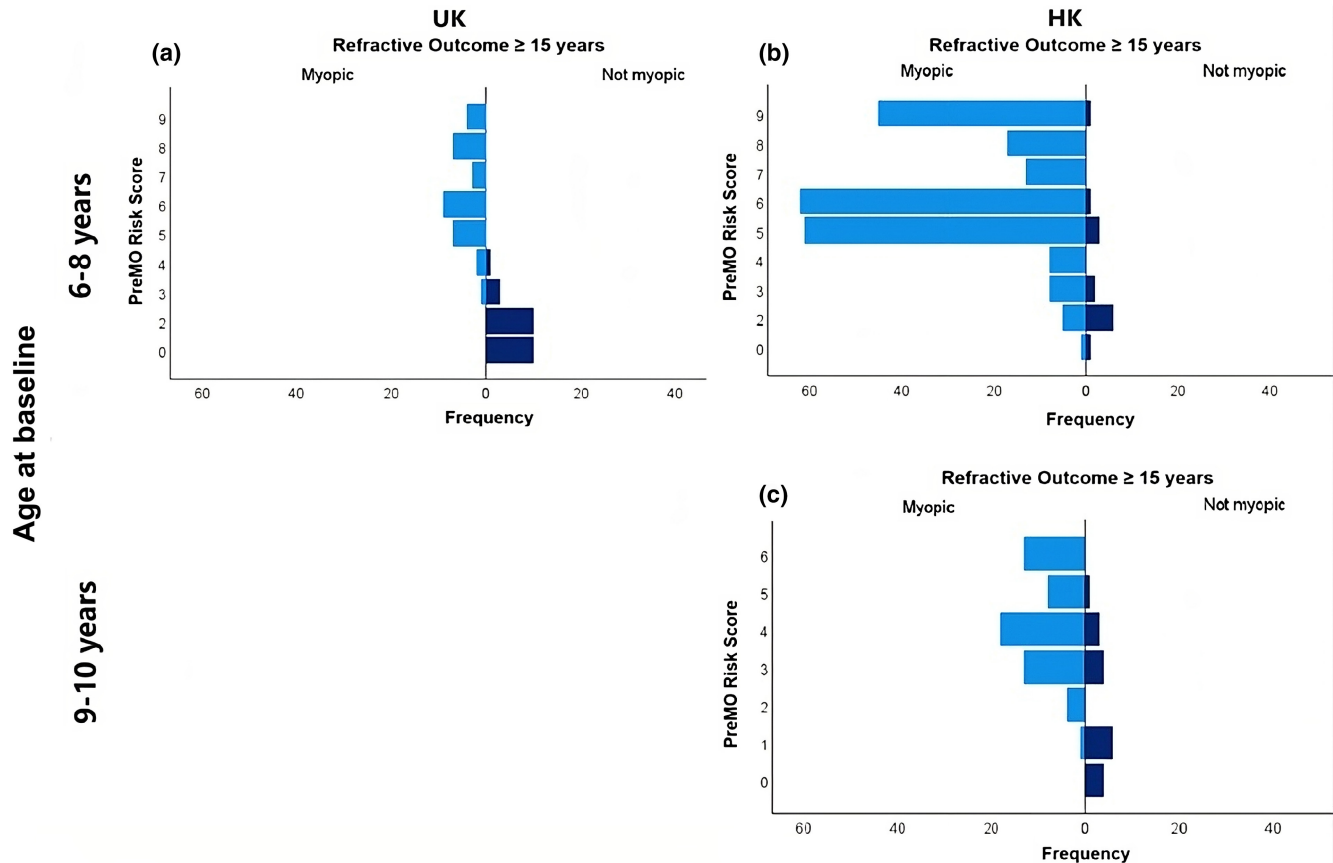 UK
HK
(a)
Refractive Outcome ≥ 15 years
Myopic
Not myopic
PreMO Risk Score
9
8
7
6
5
4
3
2
0
60 40 20 0 20 40
Frequency
(b)
Refractive Outcome ≥ 15 years
Myopic
Not myopic
PreMO Risk Score
9
8
7
6
5
4
3
2
0
60 40 20 0 20 40
Frequency
6-8 years
Age at baseline
9-10 years
(c)
Refractive Outcome ≥ 15 years
Myopic
Not myopic
PreMO Risk Score
6
5
4
3
2
1
0
60 40 20 0 20 40
Frequency